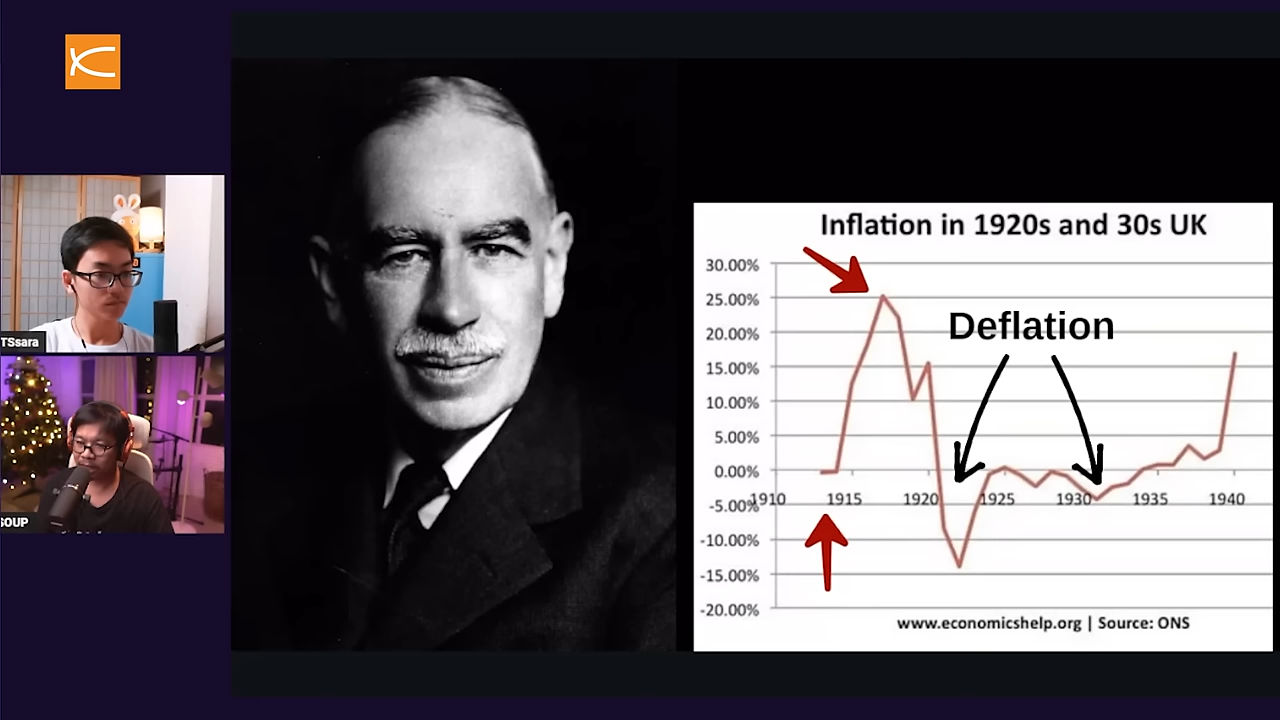 TSsara
SOUP
Inflation in 1920s and 30s UK
30.00%
25.00%
20.00%
15.00%
10.00%
5.00%
0.00%
-5.00%
-10.00%
-15.00%
-20.00%
1910 1915 1920 1925 1930 1935 1940
Deflation
www.economicshelp.org | Source: ONS